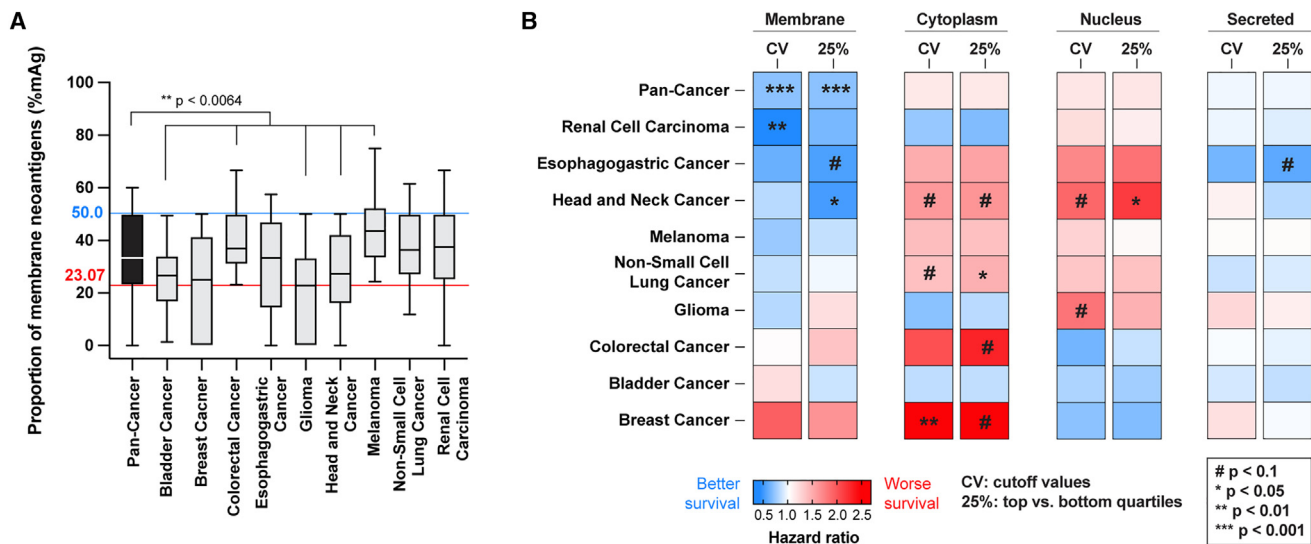 A
Proportion of membrane neoantigens (%mAg)
100
80
60
50.0
40
23.07
20
0
** p < 0.0064
Pan-Cancer
Bladder Cancer
Breast Cacner
Colorectal Cancer
Esophagogastric
Cancer
Glioma
Head and Neck
Cancer
Melanoma
Non-Small Cell
Lung Cancer
Renal Cell
Carcinoma
B
Membrane Cytoplasm Nucleus Secreted
CV 25% CV 25% CV 25% CV 25%
Pan-Cancer *** ***
Renal Cell Carcinoma **
Esophagogastric Cancer # #
Head and Neck Cancer * # # # *
Melanoma
Non-Small Cell
Lung Cancer # *
Glioma #
Colorectal Cancer #
Bladder Cancer
Breast Cancer ** #
Better
survival
0.5 1.0 1.5 2.0 2.5
Hazard ratio
Worse
survival
CV: cutoff values
25%: top vs. bottom quartiles
# p < 0.1
* p < 0.05
** p < 0.01
*** p < 0.001